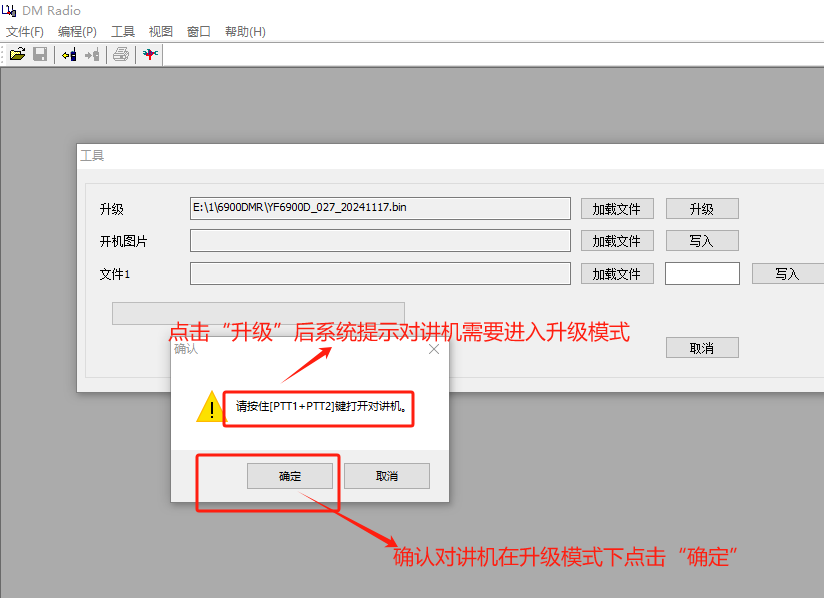 DM Radio
文件(F) 编程(P) 工具 视图 窗口 帮助(H)
工具
升级 E:\1\6900DMR\YF6900D_027_20241117.bin 加载文件 升级
开机图片 加载文件 写入
文件1 加载文件 写入
点击“升级”后系统提示对讲机需要进入升级模式
确认
取消
请按住[PTT1+PTT2]键打开对讲机。
确定 取消
确认对讲机在升级模式下点击“确定”